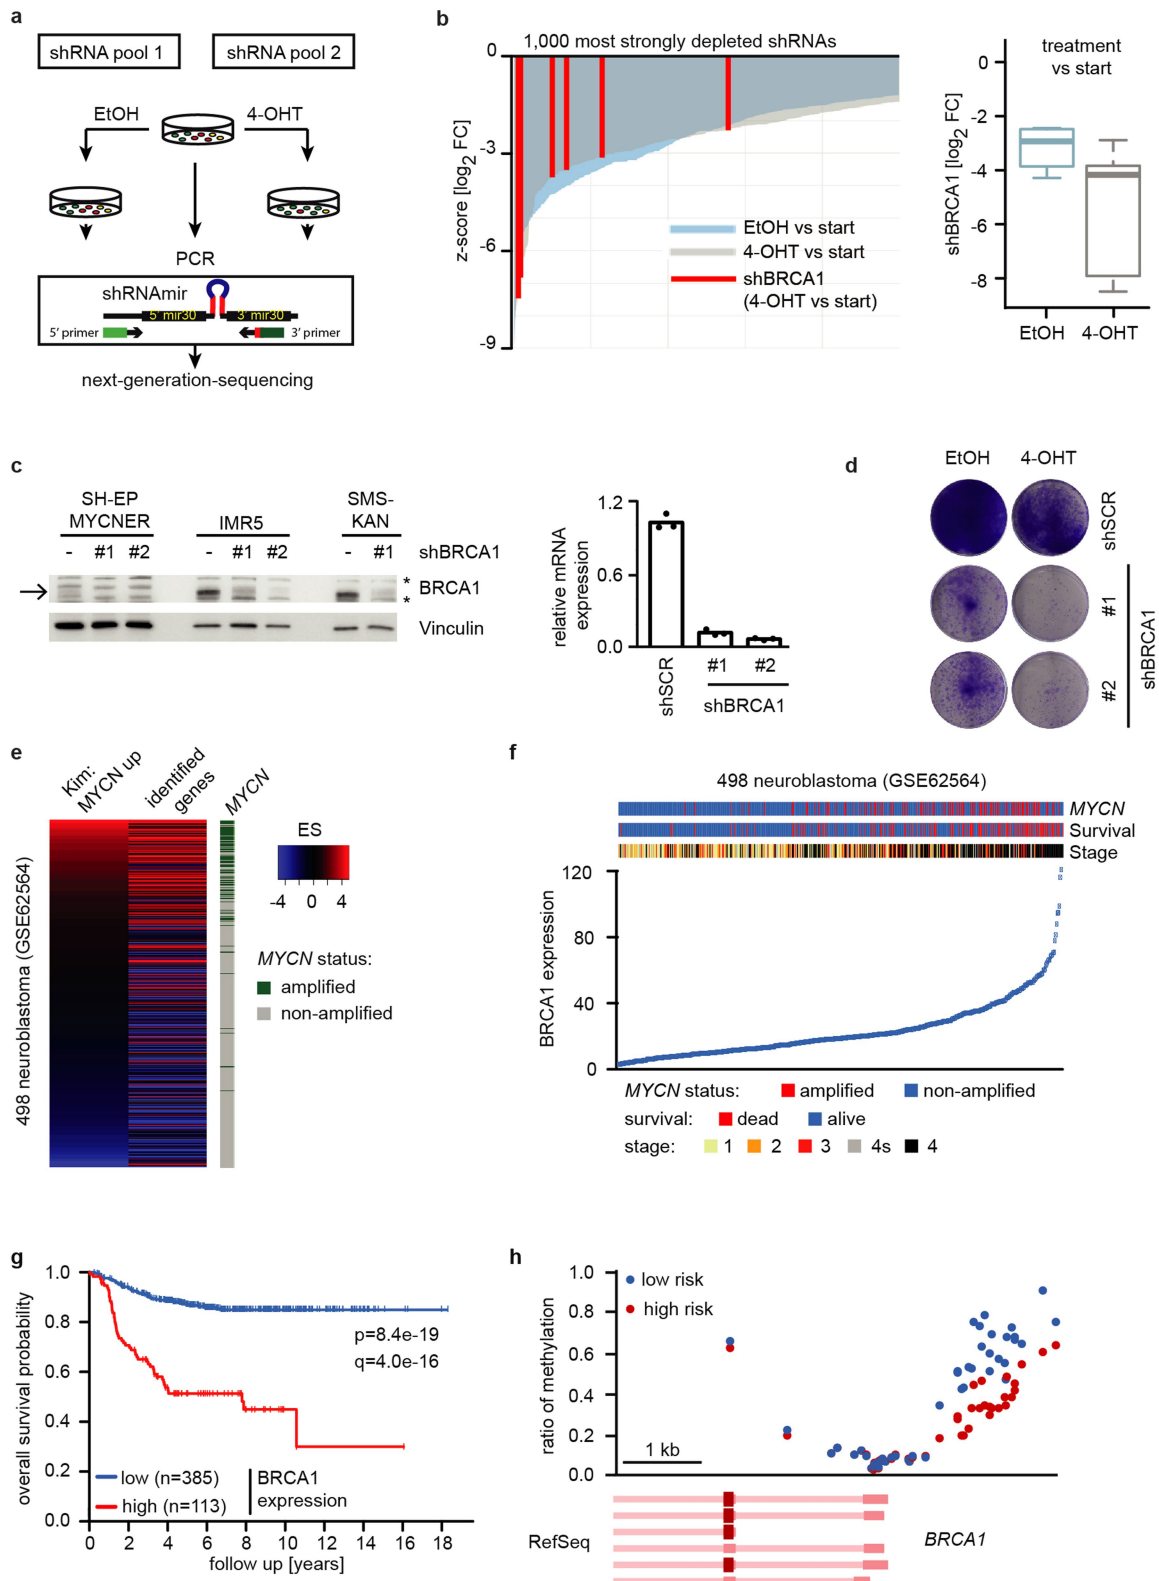 a
shRNA pool 1
shRNA pool 2
EtOH
4-OHT
PCR
shRNAmir
5' mir30
3' mir30
5' primer
3' primer
next-generation-sequencing
b
1,000 most strongly depleted shRNAs
z-score [log2 FC]
0
-3
-6
-9
EtOH vs start
4-OHT vs start
shBRCA1
(4-OHT vs start)
treatment
vs start
shBRCA1 [log2 FC]
0
-2
-4
-6
-8
EtOH
4-OHT
c
SH-EP
MYCNER
IMR5
SMS-
KAN
- #1 #2 - #1 #2 - #1 shBRCA1
* BRCA1
*
Vinculin
relative mRNA
expression
1.2
0.6
0.0
shSCR
#1 #2
shBRCA1
d
EtOH 4-OHT
shSCR
#1
#2
shBRCA1
e
Kim:
MYCN up
identified
genes
MYCN
498 neuroblastoma (GSE62564)
ES
-4 0 4
MYCN status:
amplified
non-amplified
f
498 neuroblastoma (GSE62564)
MYCN
Survival
Stage
BRCA1 expression
120
80
40
0
MYCN status: amplified non-amplified
survival: dead alive
stage: 1 2 3 4s 4
g
overall survival probability
1.0
0.8
0.6
0.4
0.2
0.0
p=8.4e-19
q=4.0e-16
low (n=385)
high (n=113)
BRCA1
expression
0 2 4 6 8 10 12 14 16 18
follow up [years]
h
ratio of methylation
1.0
0.8
0.6
0.4
0.2
0.0
low risk
high risk
1 kb
RefSeq
BRCA1